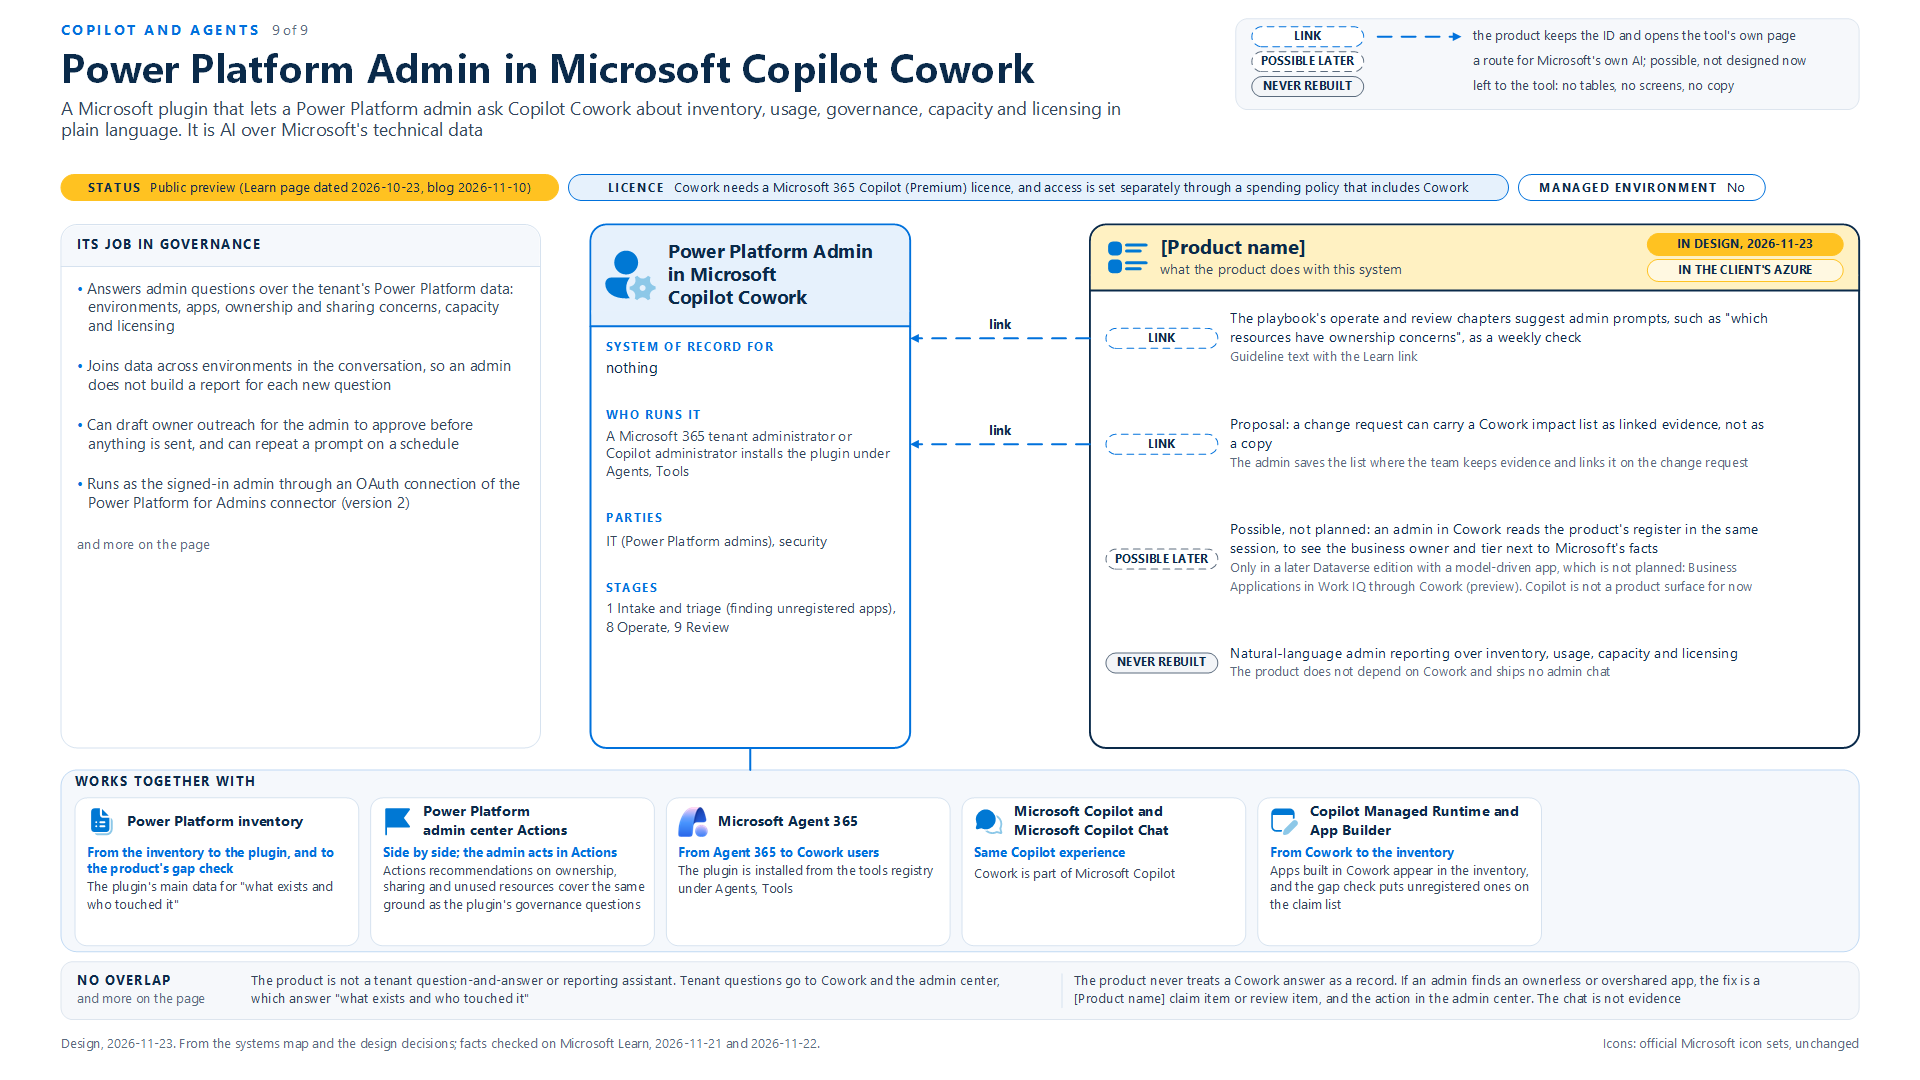 COPILOT AND AGENTS 9 of 9
Power Platform Admin in Microsoft Copilot Cowork
A Microsoft plugin that lets a Power Platform admin ask Copilot Cowork about inventory, usage, governance, capacity and licensing in
plain language. It is AI over Microsoft's technical data
LINK the product keeps the ID and opens the tool's own page
POSSIBLE LATER a route for Microsoft's own AI; possible, not designed now
NEVER REBUILT left to the tool: no tables, no screens, no copy
STATUS Public preview (Learn page dated 2026-10-23, blog 2026-11-10)
LICENCE Cowork needs a Microsoft 365 Copilot (Premium) licence, and access is set separately through a spending policy that includes Cowork
MANAGED ENVIRONMENT No
ITS JOB IN GOVERNANCE
• Answers admin questions over the tenant's Power Platform data:
environments, apps, ownership and sharing concerns, capacity
and licensing
• Joins data across environments in the conversation, so an admin
does not build a report for each new question
• Can draft owner outreach for the admin to approve before
anything is sent, and can repeat a prompt on a schedule
• Runs as the signed-in admin through an OAuth connection of the
Power Platform for Admins connector (version 2)
and more on the page
Power Platform Admin
in Microsoft
Copilot Cowork
SYSTEM OF RECORD FOR
nothing
WHO RUNS IT
A Microsoft 365 tenant administrator or
Copilot administrator installs the plugin under
Agents, Tools
PARTIES
IT (Power Platform admins), security
STAGES
1 Intake and triage (finding unregistered apps),
8 Operate, 9 Review
link
link
[Product name]
what the product does with this system
IN DESIGN, 2026-11-23
IN THE CLIENT'S AZURE
LINK
The playbook's operate and review chapters suggest admin prompts, such as "which
resources have ownership concerns", as a weekly check
Guideline text with the Learn link
LINK
Proposal: a change request can carry a Cowork impact list as linked evidence, not as
a copy
The admin saves the list where the team keeps evidence and links it on the change request
POSSIBLE LATER
Possible, not planned: an admin in Cowork reads the product's register in the same
session, to see the business owner and tier next to Microsoft's facts
Only in a later Dataverse edition with a model-driven app, which is not planned: Business
Applications in Work IQ through Cowork (preview). Copilot is not a product surface for now
NEVER REBUILT
Natural-language admin reporting over inventory, usage, capacity and licensing
The product does not depend on Cowork and ships no admin chat
WORKS TOGETHER WITH
Power Platform inventory
From the inventory to the plugin, and to
the product's gap check
The plugin's main data for "what exists and
who touched it"
Power Platform
admin center Actions
Side by side; the admin acts in Actions
Actions recommendations on ownership,
sharing and unused resources cover the same
ground as the plugin's governance questions
Microsoft Agent 365
From Agent 365 to Cowork users
The plugin is installed from the tools registry
under Agents, Tools
Microsoft Copilot and
Microsoft Copilot Chat
Same Copilot experience
Cowork is part of Microsoft Copilot
Copilot Managed Runtime and
App Builder
From Cowork to the inventory
Apps built in Cowork appear in the inventory,
and the gap check puts unregistered ones on
the claim list
NO OVERLAP
and more on the page
The product is not a tenant question-and-answer or reporting assistant. Tenant questions go to Cowork and the admin center,
which answer "what exists and who touched it"
The product never treats a Cowork answer as a record. If an admin finds an ownerless or overshared app, the fix is a
[Product name] claim item or review item, and the action in the admin center. The chat is not evidence
Design, 2026-11-23. From the systems map and the design decisions; facts checked on Microsoft Learn, 2026-11-21 and 2026-11-22.
Icons: official Microsoft icon sets, unchanged